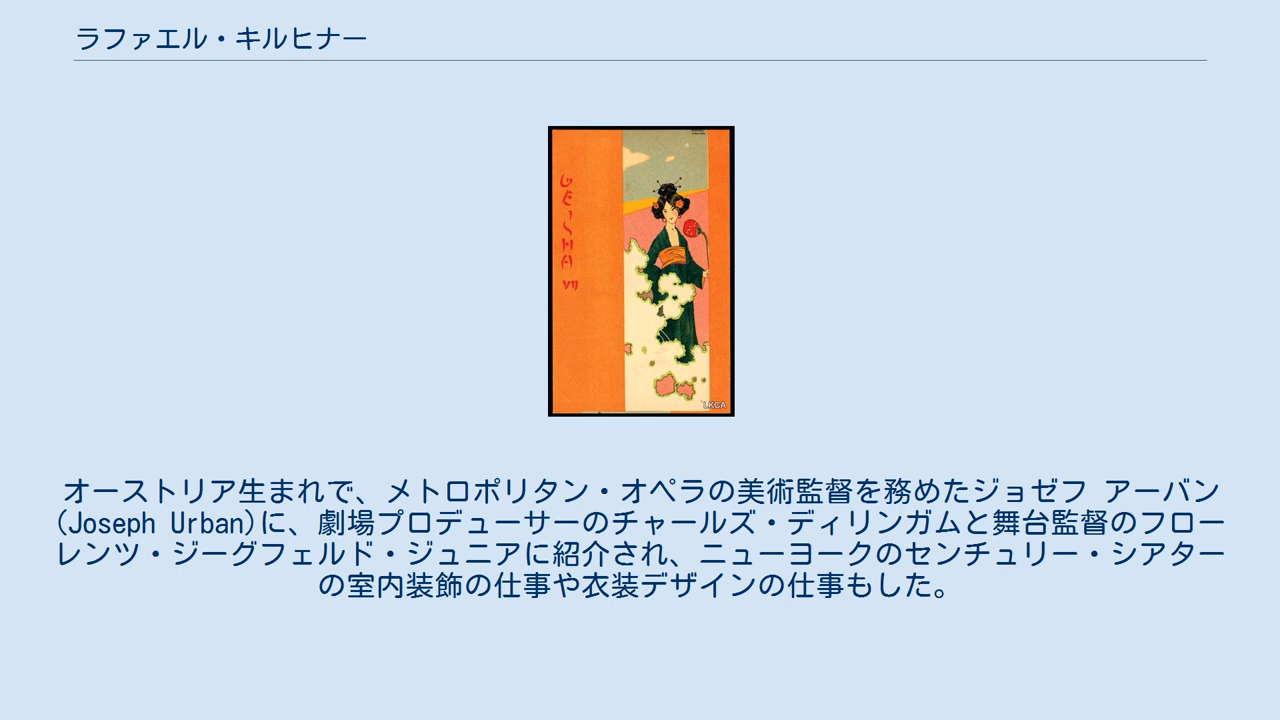 ラファエル・キルヒナー
GEISHA
VII
LKCA
オーストリア生まれで、メトロポリタン・オペラの美術監督を務めたジョゼフ アーバン
(Joseph Urban)に、劇場プロデューサーのチャールズ・ディリンガムと舞台監督のフロー
レンツ・ジーグフェルド・ジュニアに紹介され、ニューヨークのセンチュリー・シアター
の室内装飾の仕事や衣装デザインの仕事もした。